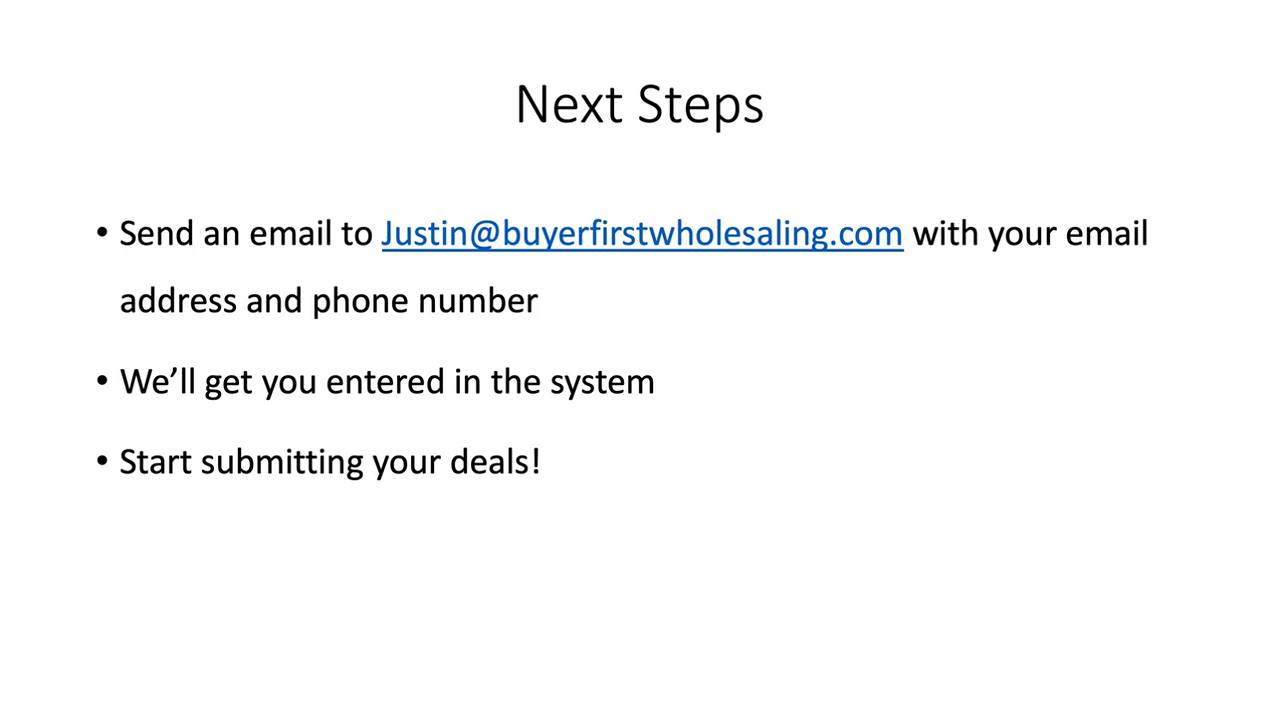 Next Steps
• Send an email to Justin@buyerfirstwholesaling.com with your email
address and phone number
• We’ll get you entered in the system
• Start submitting your deals!